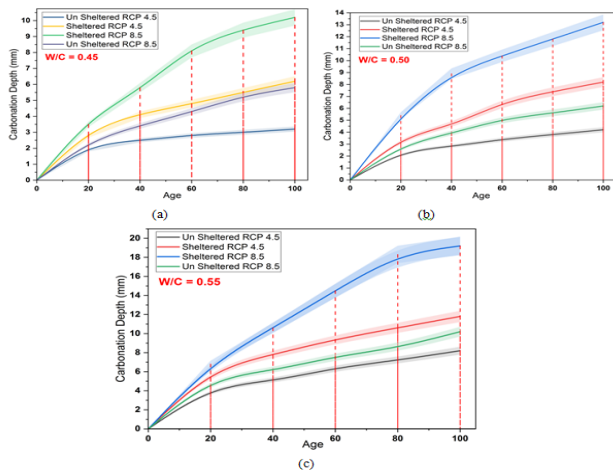 10
9
8
7
6
5
4
3
2
1
0
Carbonation Depth (mm)
Un Sheltered RCP 4.5
Sheltered RCP 4.5
Sheltered RCP 8.5
Un Sheltered RCP 8.5
W/C = 0.45
0 20 40 60 80 100
Age
(a)
14
13
12
11
10
9
8
7
6
5
4
3
2
1
0
Carbonation Depth (mm)
Un Sheltered RCP 4.5
Sheltered RCP 4.5
Sheltered RCP 8.5
Un Sheltered RCP 8.5
W/C = 0.50
0 20 40 60 80 100
Age
(b)
20
18
16
14
12
10
8
6
4
2
0
Carbonation Depth (mm)
Un Sheltered RCP 4.5
Sheltered RCP 4.5
Sheltered RCP 8.5
Un Sheltered RCP 8.5
W/C = 0.55
0 20 40 60 80 100
Age
(c)